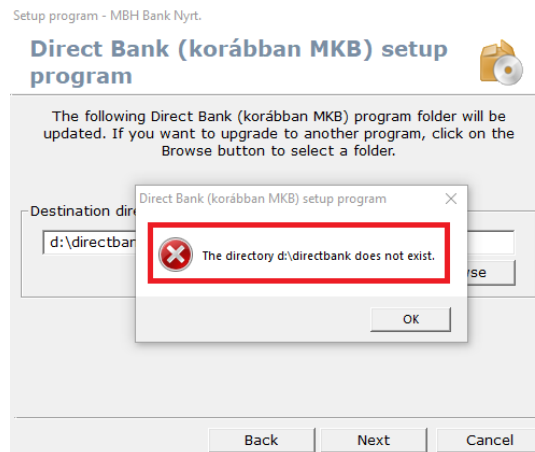 Setup program - MBH Bank Nyrt.
Direct Bank (korábban MKB) setup
program
The following Direct Bank (korábban MKB) program folder will be
updated. If you want to upgrade to another program, click on the
Browse button to select a folder.
Direct Bank (korábban MKB) setup program
Destination dire
d:\directban
The directory d:\directbank does not exist.
wse
OK
Back Next Cancel